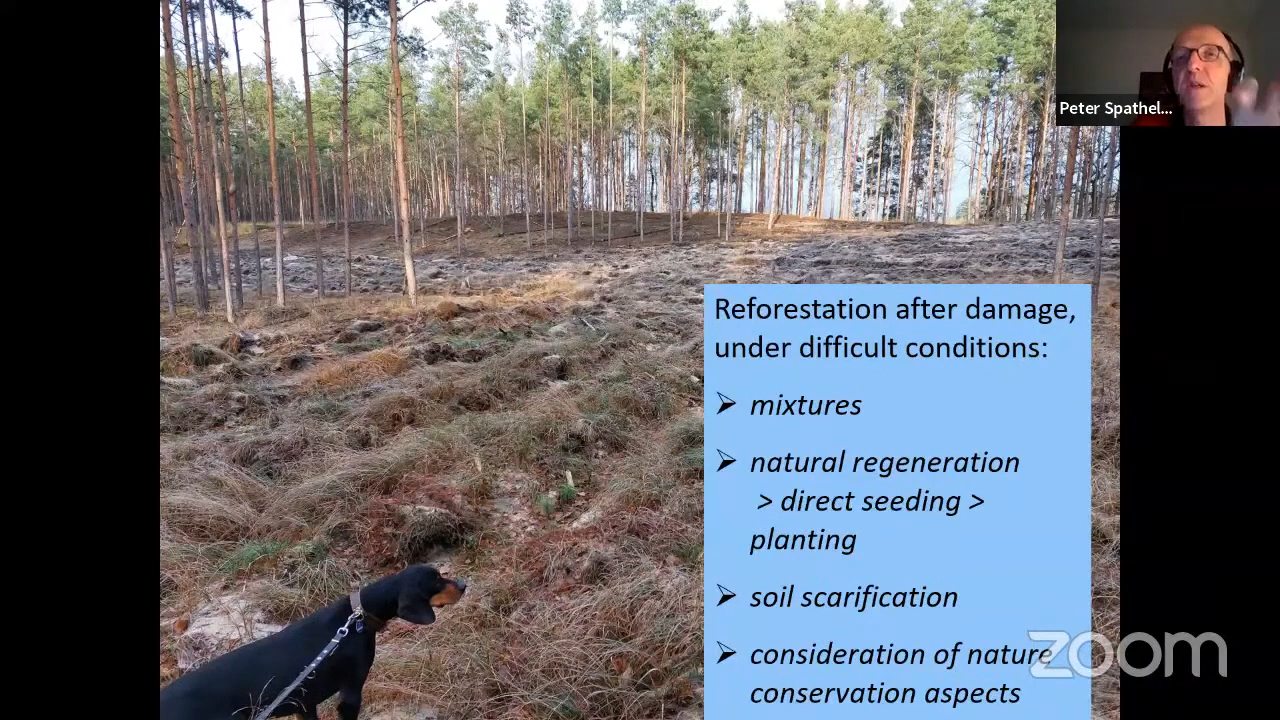 Peter Spathel...
Reforestation after damage,
under difficult conditions:
➢ mixtures
➢ natural regeneration
> direct seeding >
planting
➢ soil scarification
➢ consideration of nature
conservation aspects
zoom